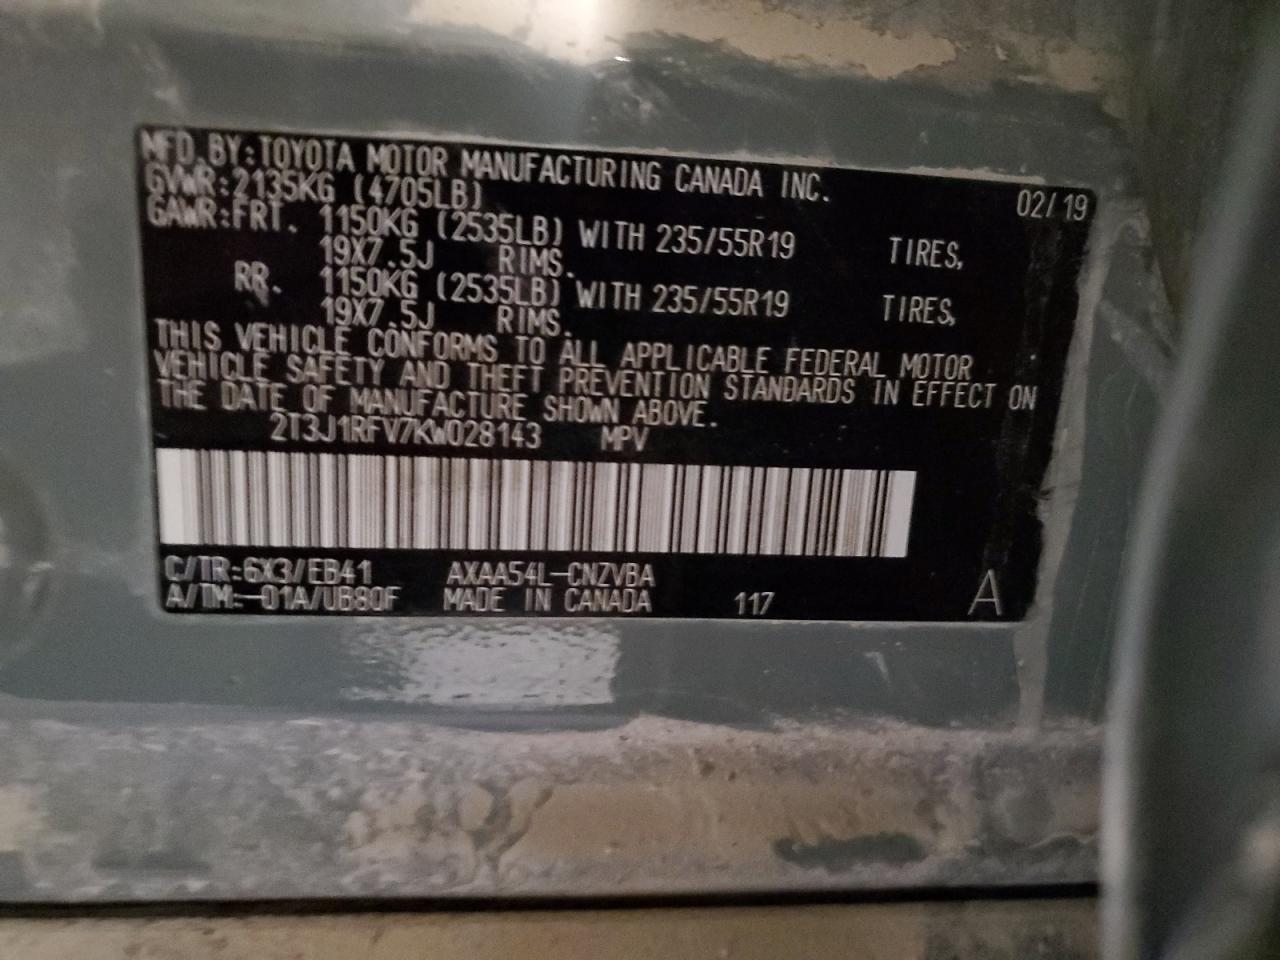 MFD. BY: TOYOTA MOTOR MANUFACTURING CANADA INC. 02/19
GVWR: 2135KG (4705LB)
GAWR: FRT. 1150KG (2535LB) WITH 235/55R19 TIRES,
19X7.5J RIMS.
RR. 1150KG (2535LB) WITH 235/55R19 TIRES,
19X7.5J RIMS.
THIS VEHICLE CONFORMS TO ALL APPLICABLE FEDERAL MOTOR
VEHICLE SAFETY AND THEFT PREVENTION STANDARDS IN EFFECT ON
THE DATE OF MANUFACTURE SHOWN ABOVE.
2T3J1RFV7KW028143 MPV
C/TR: 6X3/EB41 AXAA54L-CNZVBA
A/TM: -01A/UB80F MADE IN CANADA 117 A